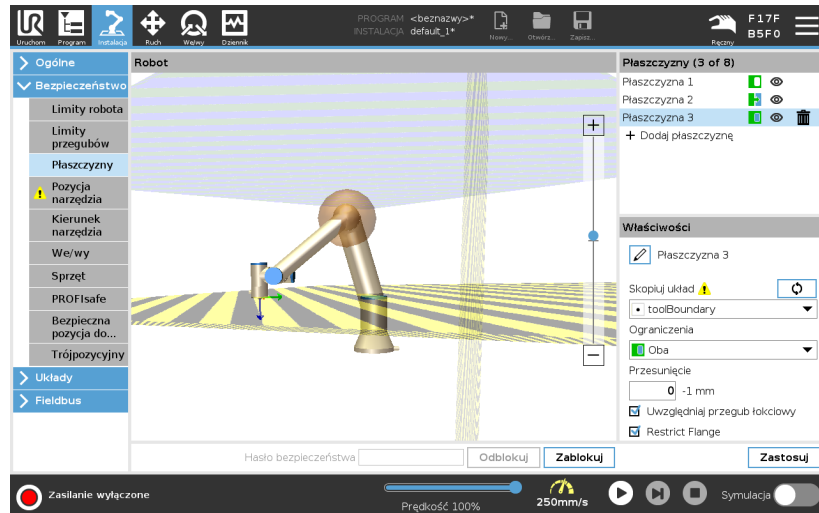 UR
PROGRAM <beznazwy>*
INSTALACJA default_1*
Uruchom Program Instalacja Ruch We/wy Dziennik
Nowy... Otwórz... Zapisz...
Ręczny
F17F
B5F0
Ogólne
Bezpieczeństwo
Limity robota
Limity
przegubów
Płaszczyzny
Pozycja
narzędzia
Kierunek
narzędzia
We/wy
Sprzęt
PROFIsafe
Bezpieczna
pozycja do...
Trójpozycyjny
Układy
Fieldbus
Robot
Hasło bezpieczeństwa Odblokuj Zablokuj
Płaszczyzny (3 of 8)
Płaszczyzna 1
Płaszczyzna 2
Płaszczyzna 3
+ Dodaj płaszczyznę
Właściwości
Płaszczyzna 3
Skopiuj układ
toolBoundary
Ograniczenia
Oba
Przesunięcie
0 -1 mm
Uwzględniaj przegub łokciowy
Restrict Flange
Zastosuj
Zasilanie wyłączone
Prędkość 100%
250mm/s
Symulacja